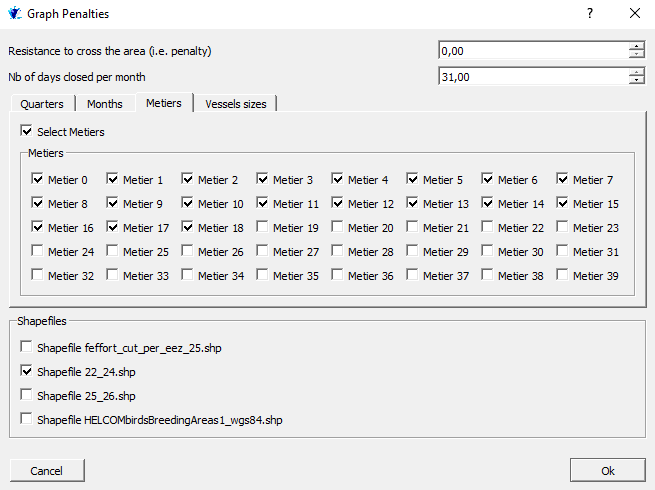 Graph Penalties ?
Resistance to cross the area (i.e. penalty) 0,00
Nb of days closed per month 31,00
Quarters Months Metiers Vessels sizes
Select Metiers
Metiers
Metier 0 Metier 1 Metier 2 Metier 3 Metier 4 Metier 5 Metier 6 Metier 7
Metier 8 Metier 9 Metier 10 Metier 11 Metier 12 Metier 13 Metier 14 Metier 15
Metier 16 Metier 17 Metier 18 Metier 19 Metier 20 Metier 21 Metier 22 Metier 23
Metier 24 Metier 25 Metier 26 Metier 27 Metier 28 Metier 29 Metier 30 Metier 31
Metier 32 Metier 33 Metier 34 Metier 35 Metier 36 Metier 37 Metier 38 Metier 39
Shapefiles
Shapefile feffort_cut_per_eez_25.shp
Shapefile 22_24.shp
Shapefile 25_26.shp
Shapefile HELCOMbirdsBreedingAreas1_wgs84.shp
Cancel Ok